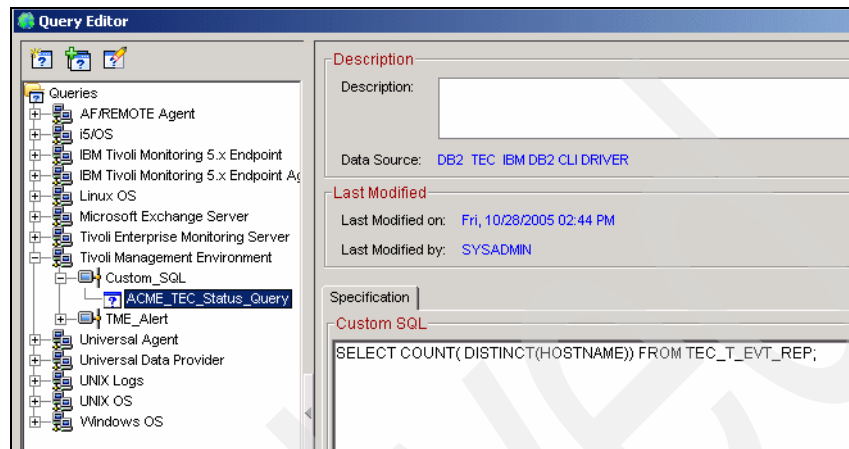 Query Editor
Queries
AF/REMOTE Agent
i5/OS
IBM Tivoli Monitoring 5.x Endpoint
IBM Tivoli Monitoring 5.x Endpoint Ag
Linux OS
Microsoft Exchange Server
Tivoli Enterprise Monitoring Server
Tivoli Management Environment
Custom_SQL
ACME_TEC_Status_Query
TME_Alert
Universal Agent
Universal Data Provider
UNIX Logs
UNIX OS
Windows OS
Description
Description:
Data Source: DB2 TEC IBM DB2 CLI DRIVER
Last Modified
Last Modified on: Fri, 10/28/2005 02:44 PM
Last Modified by: SYSADMIN
Specification
Custom SQL
SELECT COUNT( DISTINCT(HOSTNAME)) FROM TEC_T_EVT_REP;